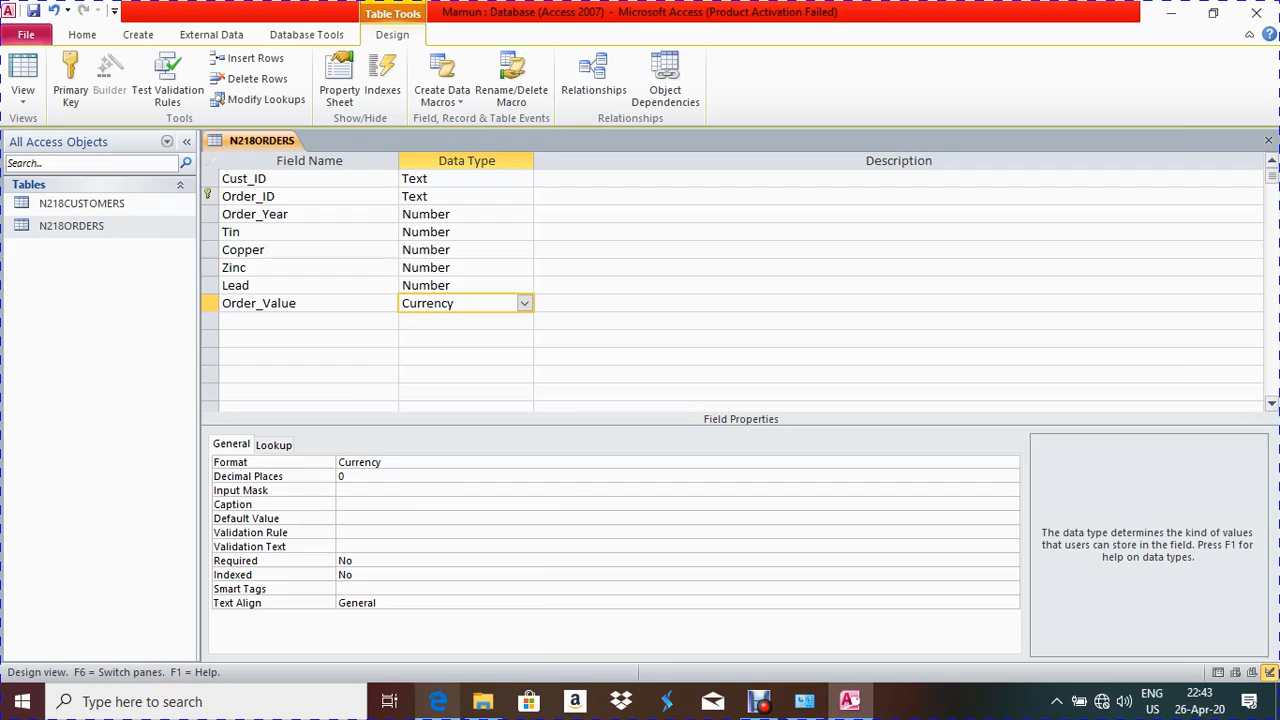 Table Tools
Mamun : Database (Access 2007) - Microsoft Access (Product Activation Failed)
File Home Create External Data Database Tools Design
View Primary Key Builder Test Validation Rules Insert Rows Delete Rows Modify Lookups Property Sheet Indexes Create Data Macros Rename/Delete Macro Relationships Object Dependencies
Views Tools Show/Hide Field, Record & Table Events Relationships
All Access Objects
Search..
Tables
N218CUSTOMERS
N218ORDERS
N218ORDERS
Field Name Data Type Description
Cust_ID Text
Order_ID Text
Order_Year Number
Tin Number
Copper Number
Zinc Number
Lead Number
Order_Value Currency
Field Properties
General Lookup
Format Currency
Decimal Places 0
Input Mask
Caption
Default Value
Validation Rule
Validation Text
Required No
Indexed No
Smart Tags
Text Align General
The data type determines the kind of values
that users can store in the field. Press F1 for
help on data types.
Design view. F6 = Switch panes. F1 = Help.
Type here to search
ENG
US
22:43
26-Apr-20